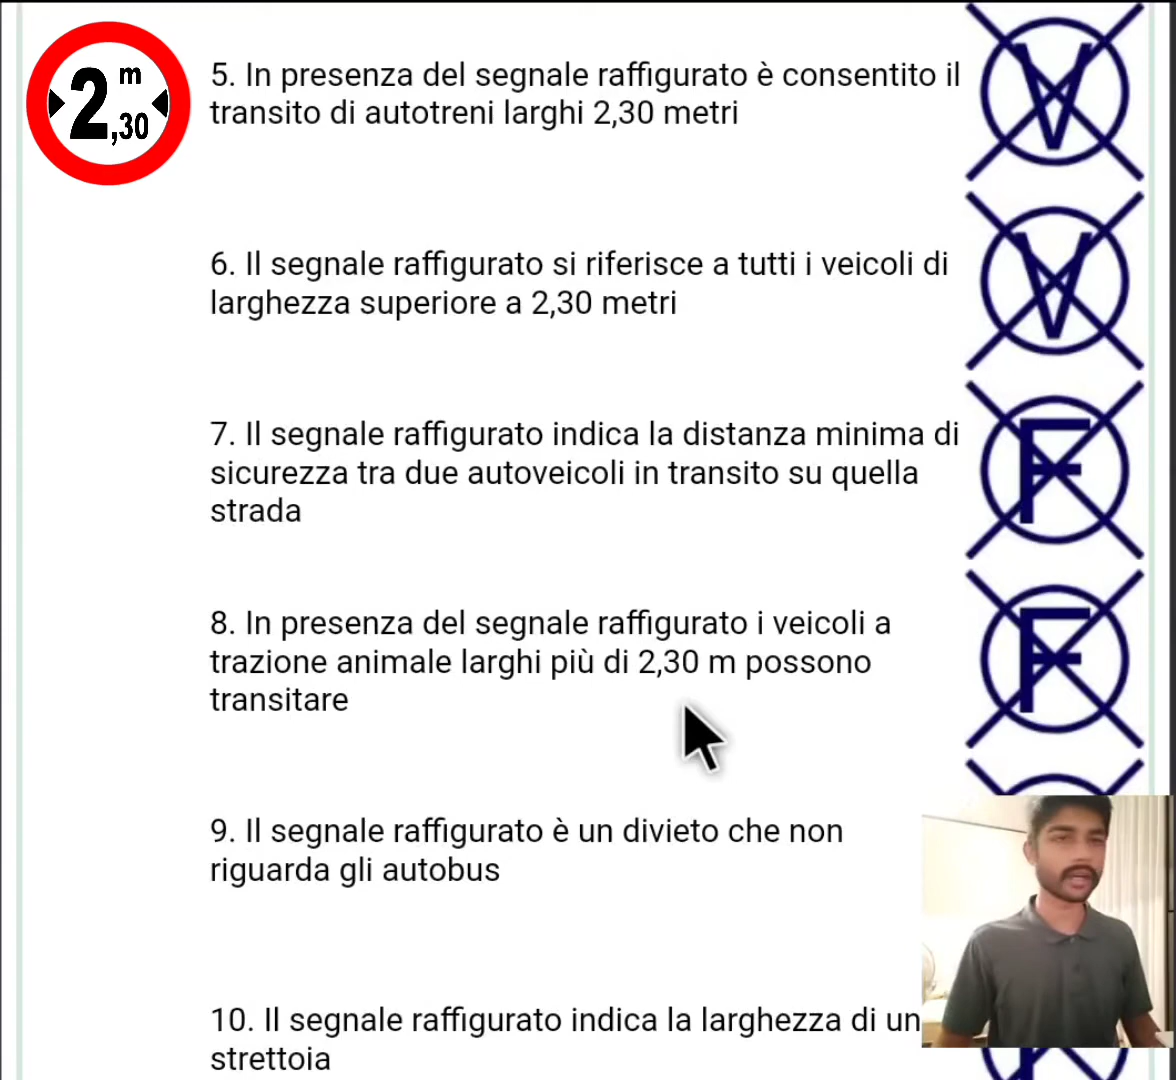 2 m ,30
5. In presenza del segnale raffigurato è consentito il
transito di autotreni larghi 2,30 metri
V
6. Il segnale raffigurato si riferisce a tutti i veicoli di
larghezza superiore a 2,30 metri
V
7. Il segnale raffigurato indica la distanza minima di
sicurezza tra due autoveicoli in transito su quella
strada
F
8. In presenza del segnale raffigurato i veicoli a
trazione animale larghi più di 2,30 m possono
transitare
F
9. Il segnale raffigurato è un divieto che non
riguarda gli autobus
10. Il segnale raffigurato indica la larghezza di un
strettoia